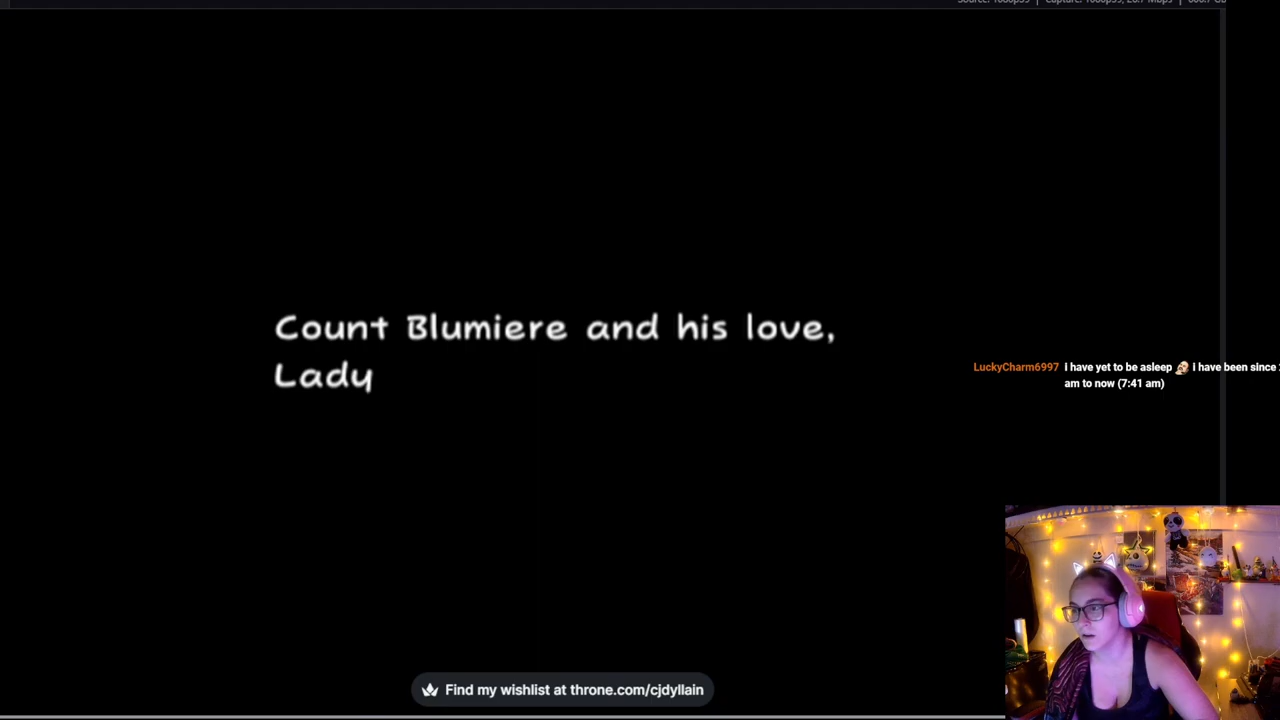 Count Blumiere and his love,
Lady
LuckyCharm6997 i have yet to be asleep i have been since
am to now (7:41 am)
Find my wishlist at throne.com/cjdyllain